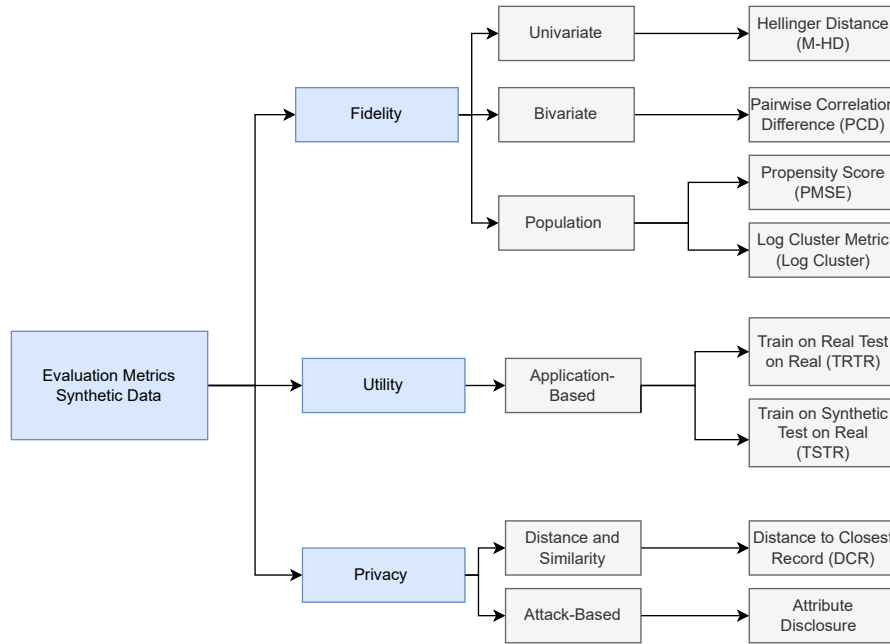 Evaluation Metrics
Synthetic Data
Fidelity
Univariate
Hellinger Distance
(M-HD)
Bivariate
Pairwise Correlation
Difference (PCD)
Population
Propensity Score
(PMSE)
Log Cluster Metric
(Log Cluster)
Utility
Application-
Based
Train on Real Test
on Real (TRTR)
Train on Synthetic
Test on Real
(TSTR)
Privacy
Distance and
Similarity
Distance to Closest
Record (DCR)
Attack-Based
Attribute
Disclosure